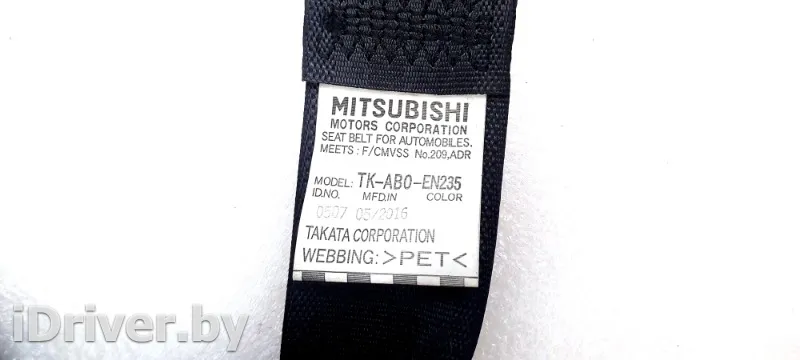 MITSUBISHI
MOTORS CORPORATION
SEAT BELT FOR AUTOMOBILES.
MEETS : F/CMVSS No.209,ADR
MODEL: TK-AB0-EN235
ID.NO. MFD.IN COLOR
0507 05/2016
TAKATA CORPORATION
WEBBING: >PET<
iDriver.by